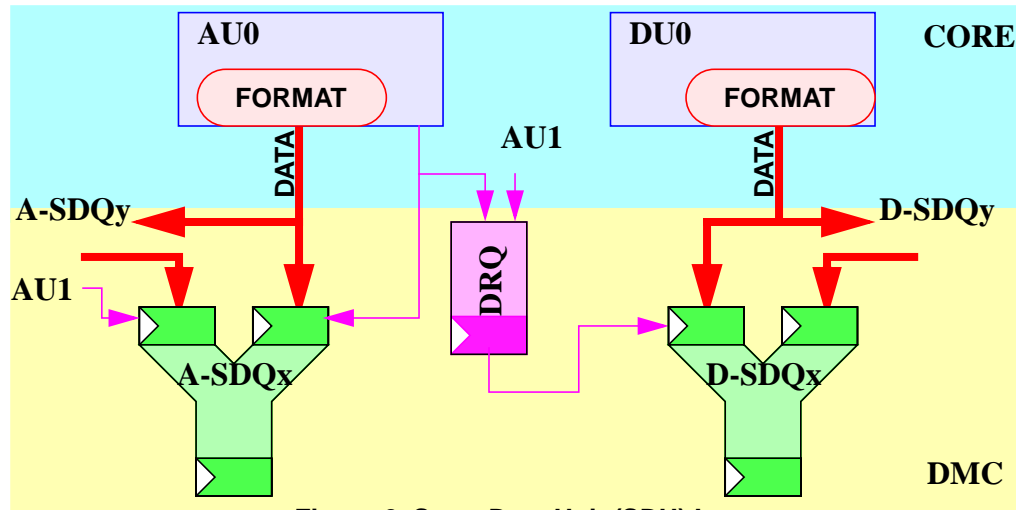 AU0
DU0
CORE
FORMAT
FORMAT
DATA
DATA
AU1
A-SDQy
D-SDQy
AU1
DRQ
A-SDQx
D-SDQx
DMC